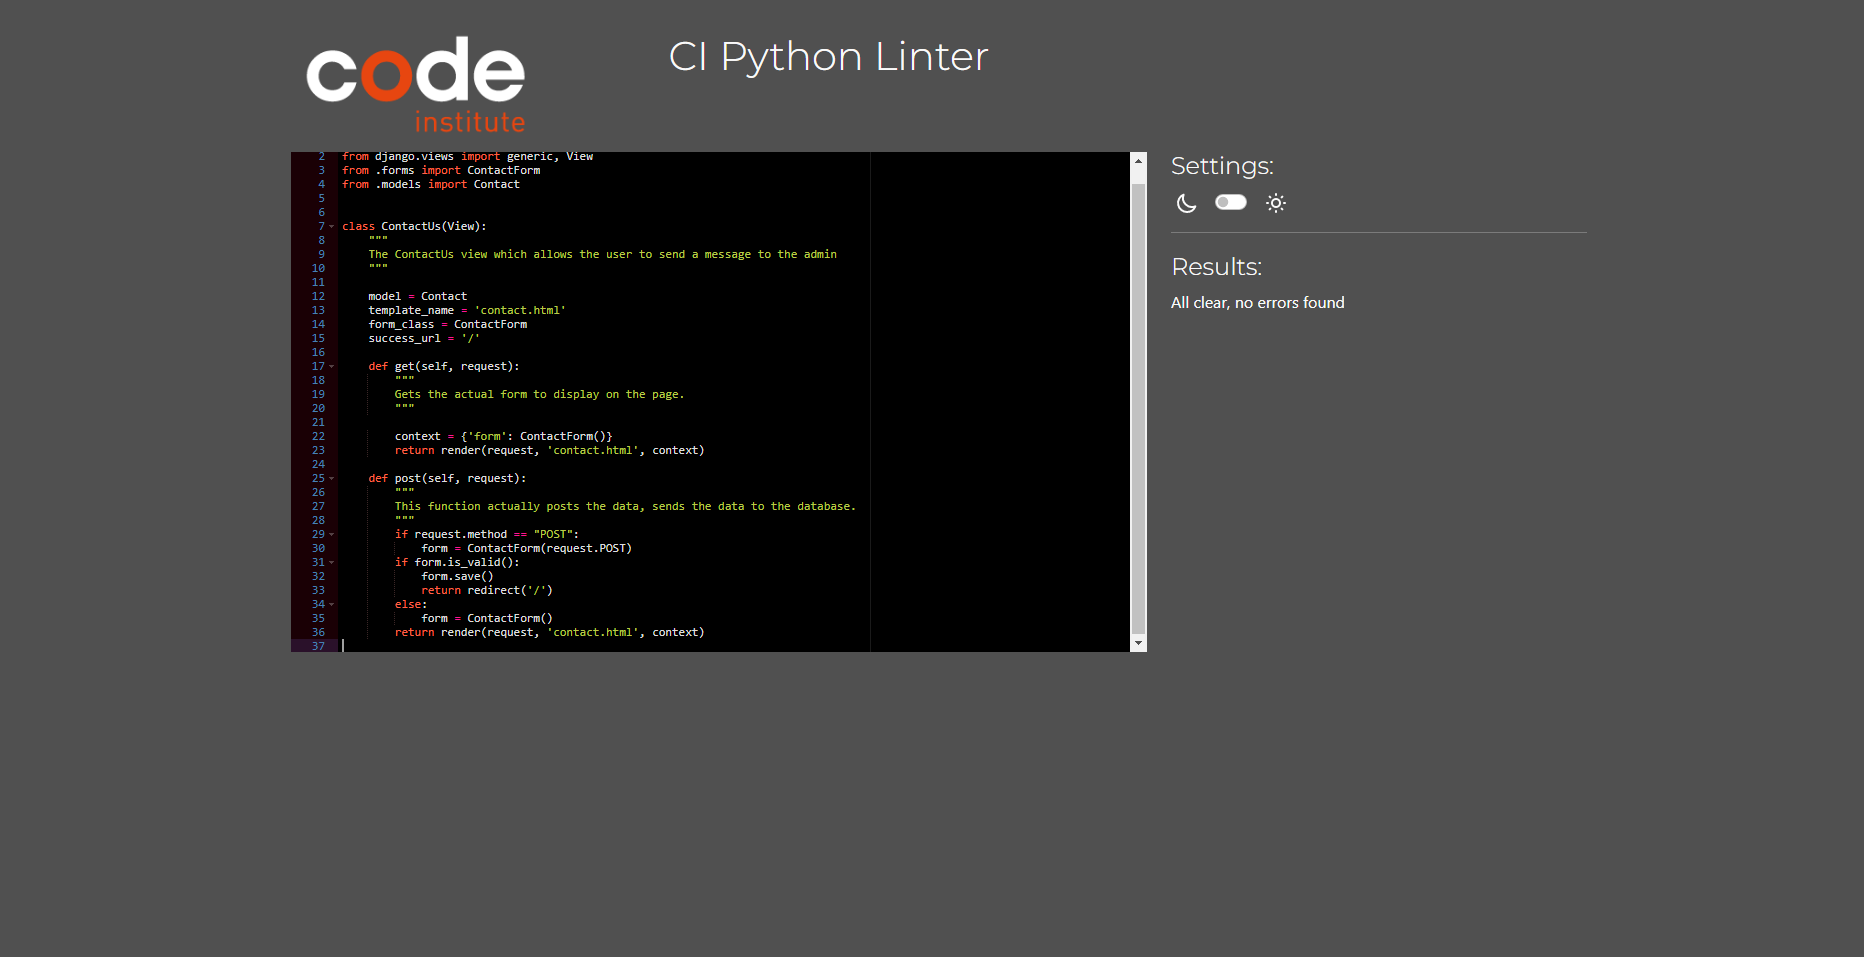 code
institute
CI Python Linter
2 from django.views import generic, View
3 from .forms import ContactForm
4 from .models import Contact
5
6
7 class ContactUs(View):
8     """
9     The ContactUs view which allows the user to send a message to the admin
10     """
11
12     model = Contact
13     template_name = 'contact.html'
14     form_class = ContactForm
15     success_url = '/'
16
17     def get(self, request):
18         """
19         Gets the actual form to display on the page.
20         """
21
22         context = {'form': ContactForm()}
23         return render(request, 'contact.html', context)
24
25     def post(self, request):
26         """
27         This function actually posts the data, sends the data to the database.
28         """
29         if request.method == "POST":
30             form = ContactForm(request.POST)
31         if form.is_valid():
32             form.save()
33             return redirect('/')
34         else:
35             form = ContactForm()
36         return render(request, 'contact.html', context)
37
Settings:
Results:
All clear, no errors found